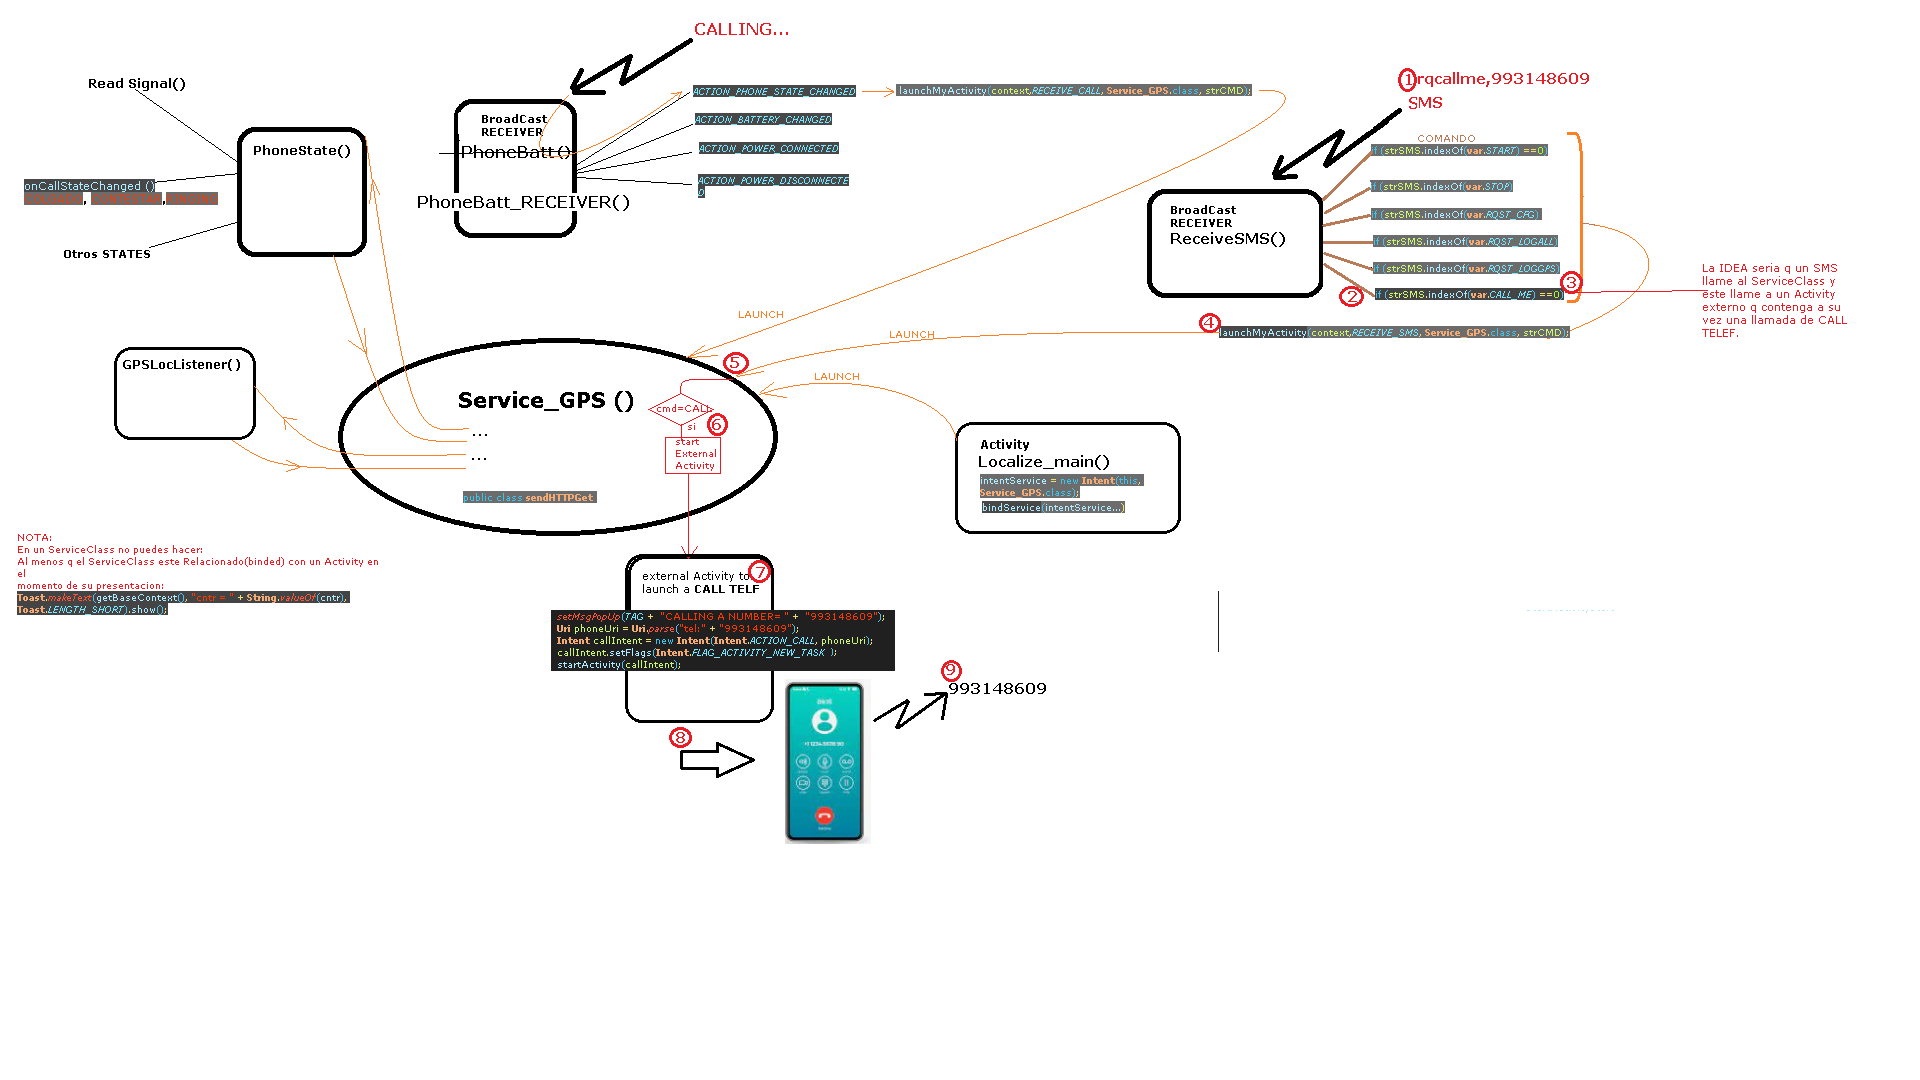 CALLING...
Read Signal()
PhoneState()
onCallStateChanged ()
Otros STATES
BroadCast
RECEIVER
PhoneBatt()
PhoneBatt_RECEIVER()
ACTION_PHONE_STATE_CHANGED
ACTION_BATTERY_CHANGED
ACTION_POWER_CONNECTED
ACTION_POWER_DISCONNECTE
D
launchMyActivity(context,RECEIVE_CALL, Service_GPS.class, strCMD);
1 rqcallme,993148609
SMS
COMANDO
if (strSMS.indexOf(var.START) ==0)
if (strSMS.indexOf(var.STOP)
if (strSMS.indexOf(var.RQST_CFG)
if (strSMS.indexOf(var.RQST_LOGALL)
if (strSMS.indexOf(var.RQST_LOGGPS)
if (strSMS.indexOf(var.CALL_ME) ==0)
2
3
BroadCast
RECEIVER
ReceiveSMS()
La IDEA seria q un SMS
llame al ServiceClass y
este llame a un Activity
externo q contenga a su
vez una llamada de CALL
TELEF.
4
launchMyActivity(context,RECEIVE_SMS, Service_GPS.class, strCMD);
LAUNCH
LAUNCH
LAUNCH
GPSLocListener()
Service_GPS ()
...
...
public class sendHTTPGet
5
cmd=CALL
6
si
start
External
Activity
Activity
Localize_main()
intentService = new Intent(this,
Service_GPS.class);
bindService(intentService...)
NOTA:
En un ServiceClass no puedes hacer:
Al menos q el ServiceClass este Relacionado(binded) con un Activity en
el
momento de su presentacion:
Toast.makeText(getBaseContext(), "cntr = " + String.valueOf(cntr),
Toast.LENGTH_SHORT).show();
7
external Activity to
launch a CALL TELF
setMsgPopUp(TAG + "CALLING A NUMBER= " + "993148609");
Uri phoneUri = Uri.parse("tel:" + "993148609");
Intent callIntent = new Intent(Intent.ACTION_CALL, phoneUri);
callIntent.setFlags(Intent.FLAG_ACTIVITY_NEW_TASK );
startActivity(callIntent);
8
9
993148609